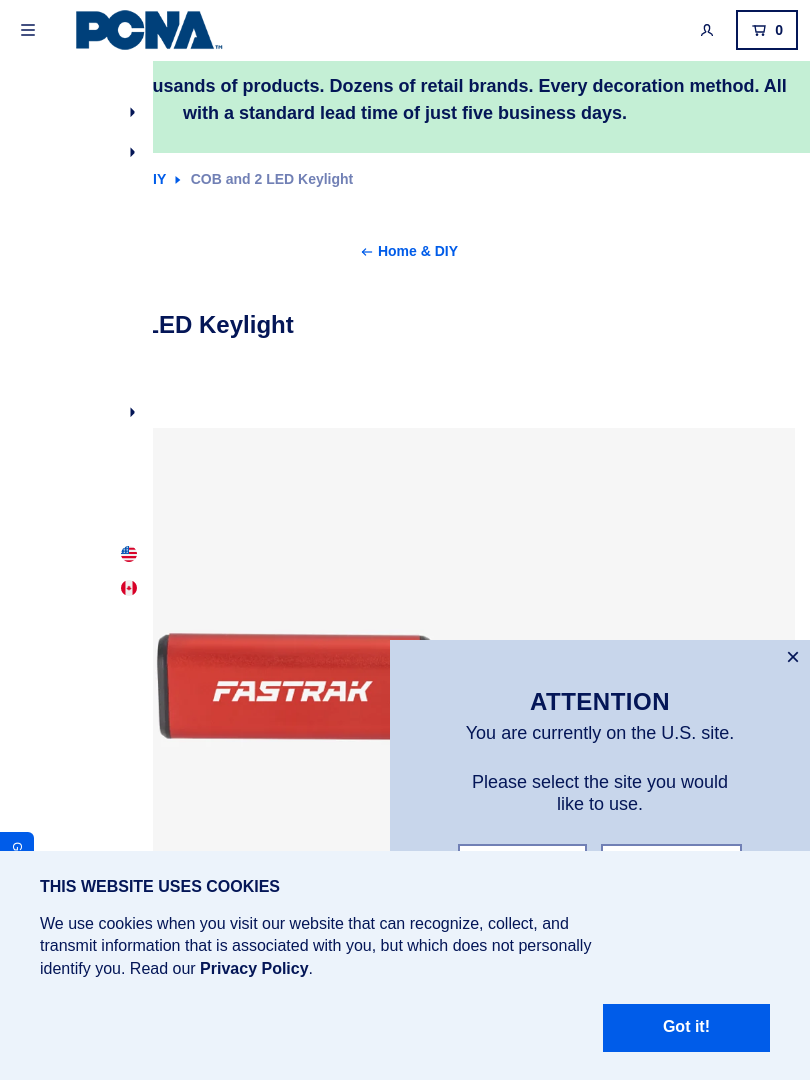 PCNA™
0
usands of products. Dozens of retail brands. Every decoration method. All
with a standard lead time of just five business days.
IY COB and 2 LED Keylight
Home & DIY
LED Keylight
FASTRAK
ATTENTION
You are currently on the U.S. site.
Please select the site you would
like to use.
G
THIS WEBSITE USES COOKIES
We use cookies when you visit our website that can recognize, collect, and
transmit information that is associated with you, but which does not personally
identify you. Read our Privacy Policy.
Got it!